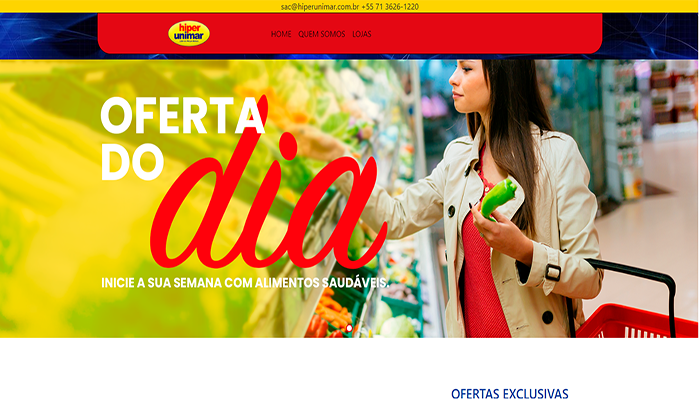 sac@hiperunimar.com.br +55 71 3626-1220
hiper
unimar
HOME QUEM SOMOS LOJAS
OFERTA
DO
dia
INICIE A SUA SEMANA COM ALIMENTOS SAUDÁVEIS.
OFERTAS EXCLUSIVAS